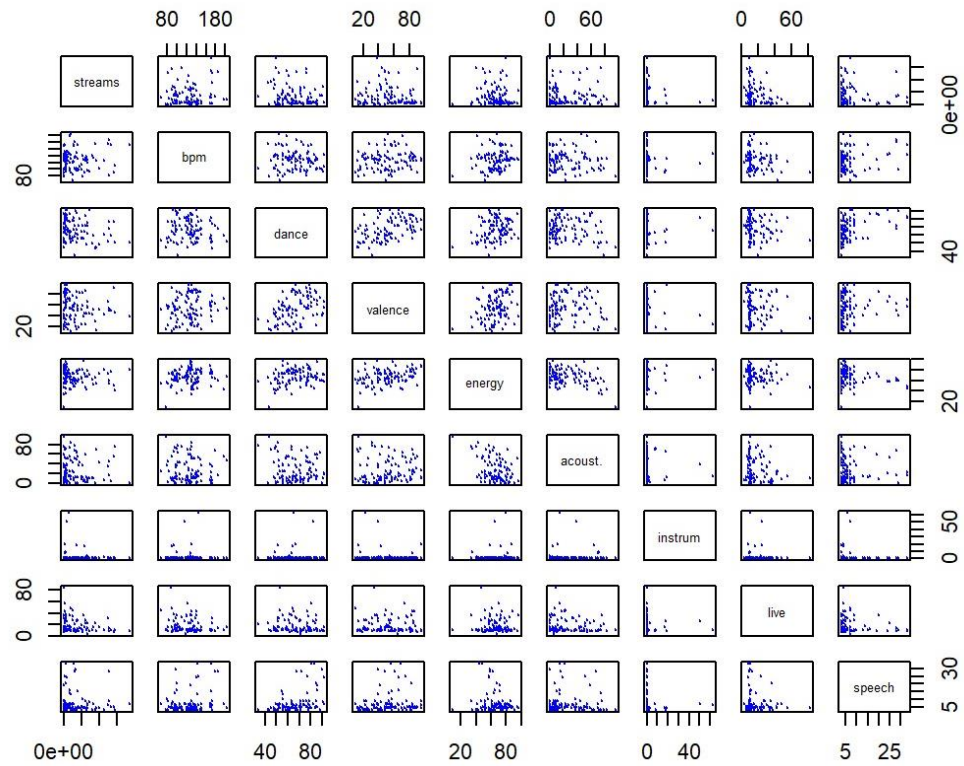 80 180 20 80 0 60 0 60
streams 0e+00
80 bpm
dance 40
20 valence
energy 20
0 80 acoust.
instrum 0 50
0 80 live
speech 5 30
0e+00 40 80 20 80 0 40 5 25